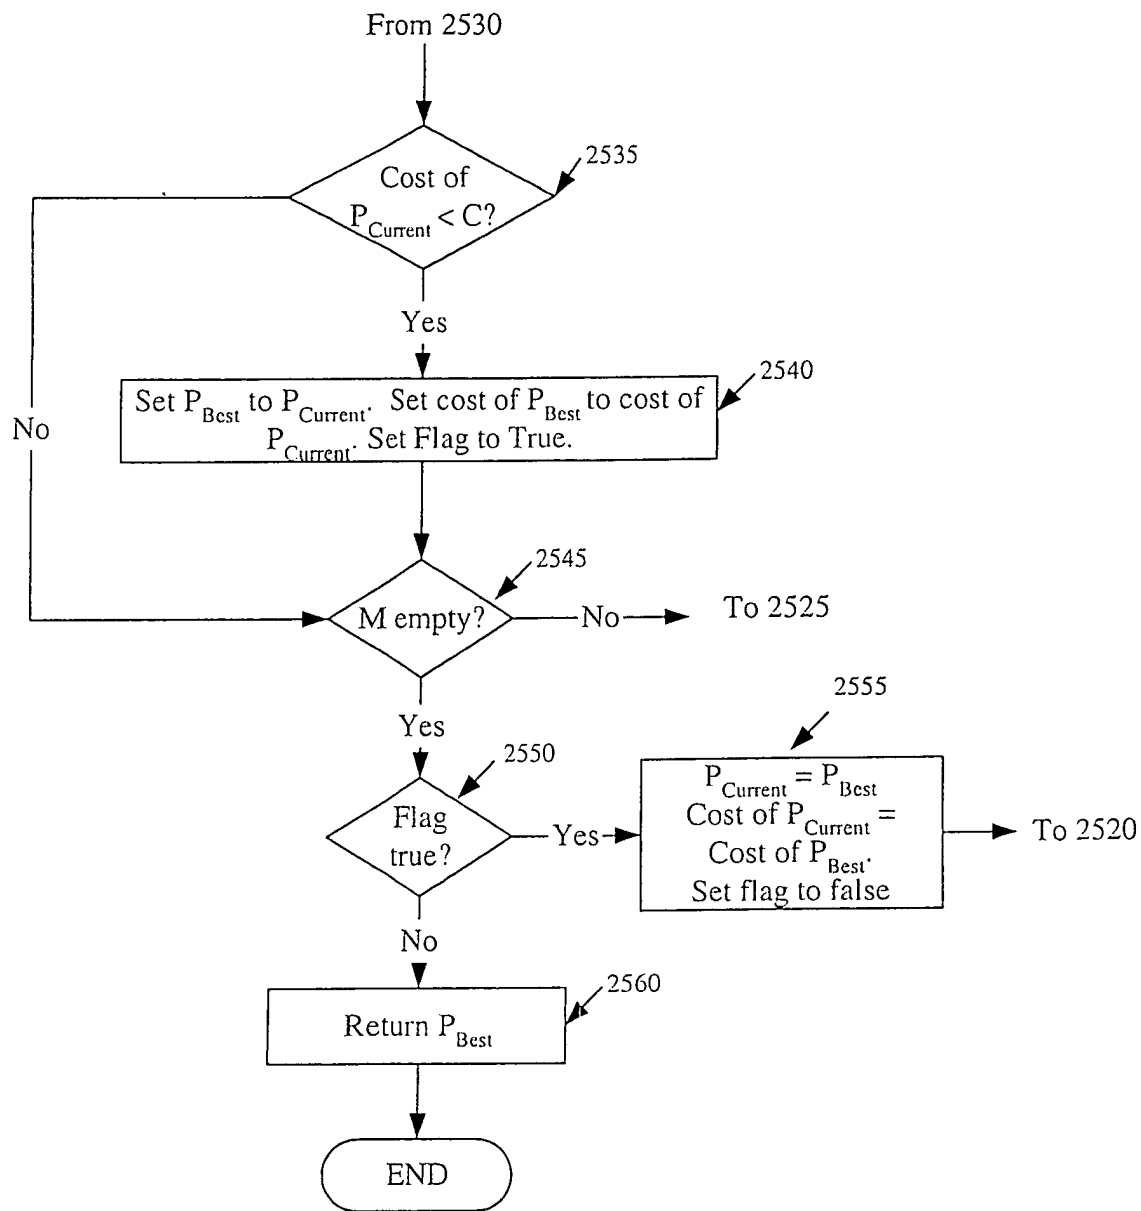 From 2530
2535
Cost of
P_Current < C?
Yes
2540
Set P_Best to P_Current. Set cost of P_Best to cost of
P_Current. Set Flag to True.
No
2545
M empty?
No
To 2525
Yes
2555
2550
Flag
true?
Yes
P_Current = P_Best
Cost of P_Current =
Cost of P_Best.
Set flag to false
To 2520
No
2560
Return P_Best
END